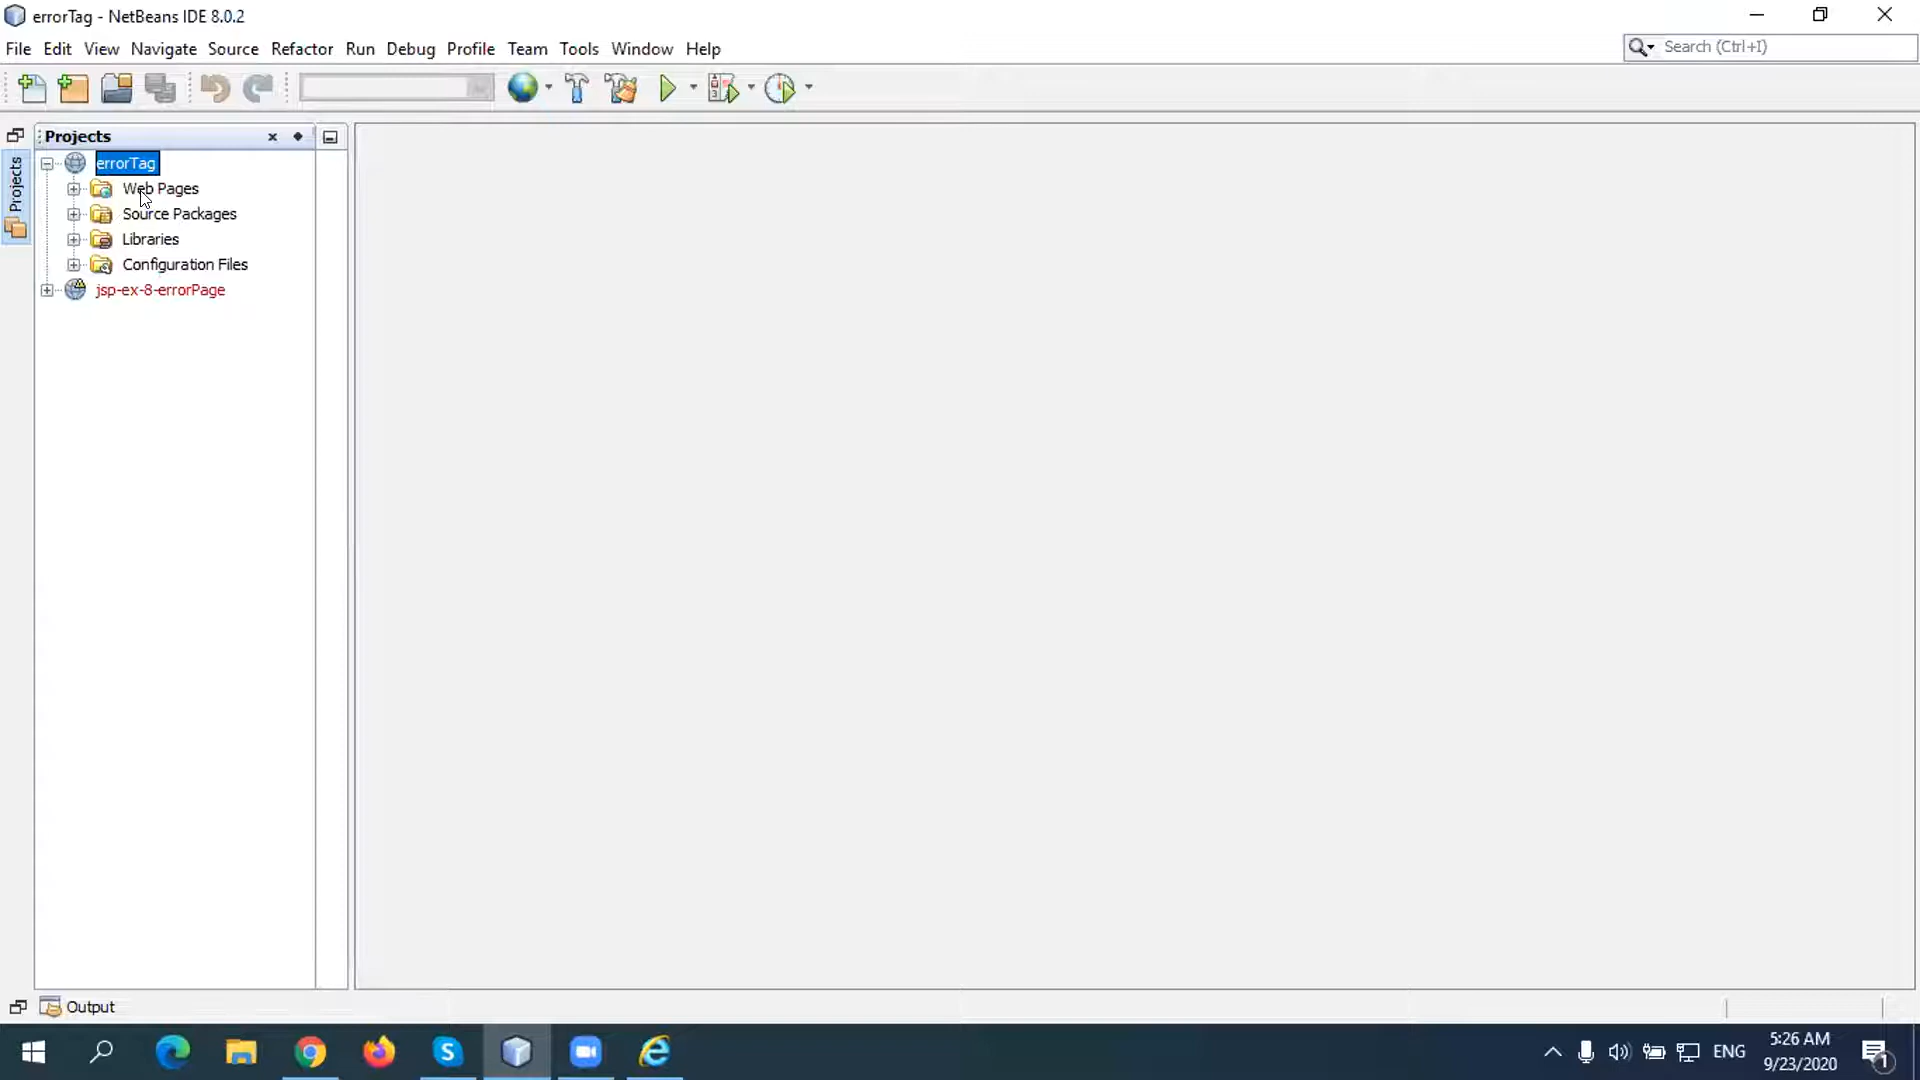 errorTag - NetBeans IDE 8.0.2
File Edit View Navigate Source Refactor Run Debug Profile Team Tools Window Help
Search (Ctrl+I)
Projects
Projects
errorTag
Web Pages
Source Packages
Libraries
Configuration Files
jsp-ex-8-errorPage
Output
ENG
5:26 AM
9/23/2020
1